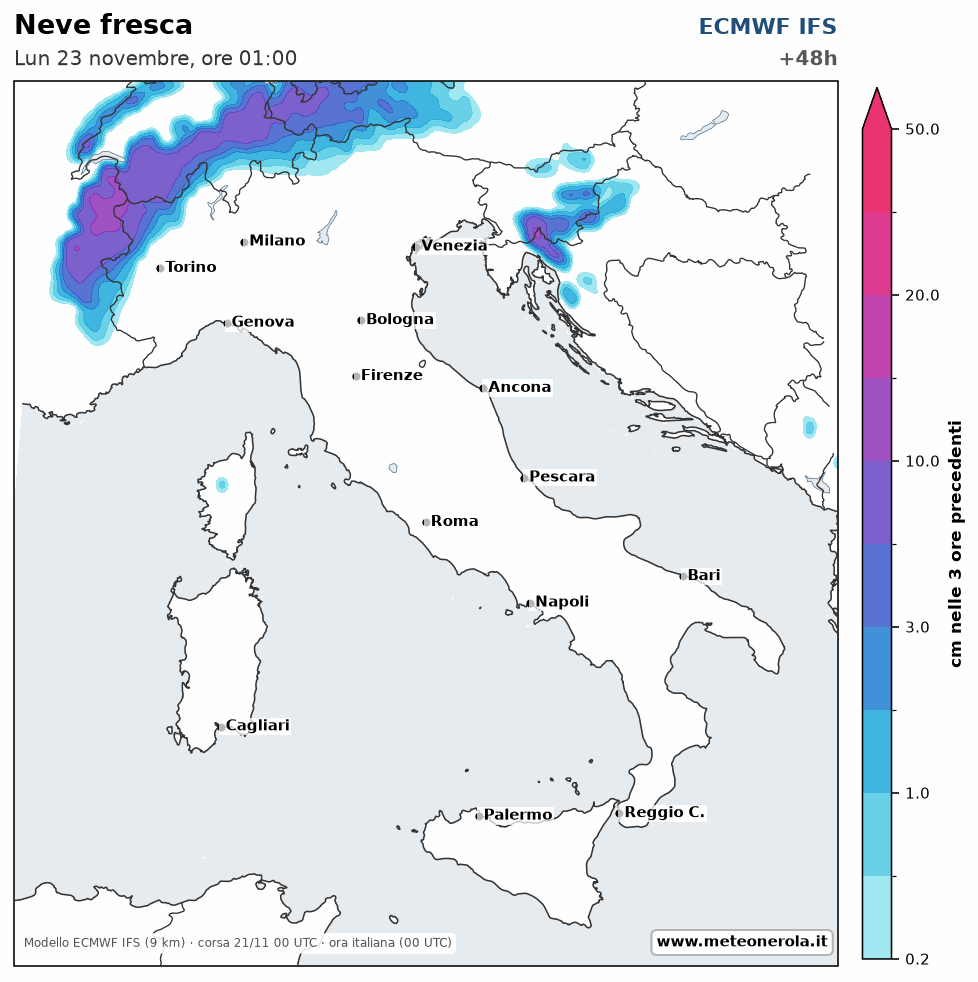 Neve fresca
ECMWF IFS
Lun 23 novembre, ore 01:00
+48h
Milano
Venezia
Torino
Genova
Bologna
Firenze
Ancona
Pescara
Roma
Bari
Napoli
Cagliari
Palermo
Reggio C.
50.0
20.0
10.0
3.0
1.0
0.2
cm nelle 3 ore precedenti
Modello ECMWF IFS (9 km) · corsa 21/11 00 UTC · ora italiana (00 UTC)
www.meteonerola.it